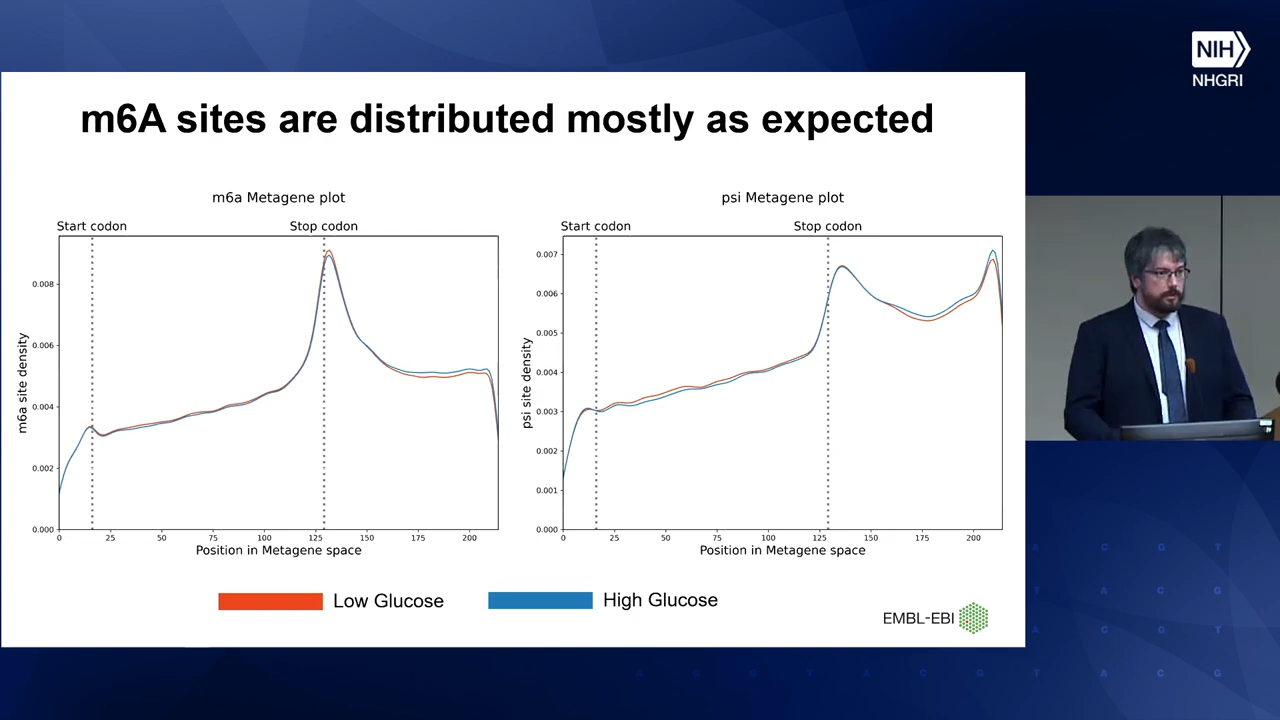 NIH
NHGRI
m6A sites are distributed mostly as expected
m6a Metagene plot
Start codon
Stop codon
m6a site density
0.008
0.006
0.004
0.002
0.000
0
25
50
75
100
125
150
175
200
Position in Metagene space
psi Metagene plot
Start codon
Stop codon
psi site density
0.007
0.006
0.005
0.004
0.003
0.002
0.001
0.000
0
25
50
75
100
125
150
175
200
Position in Metagene space
Low Glucose
High Glucose
EMBL-EBI
A C G T
A C G
A C G T
A C G T
A C G T A C G T A C G